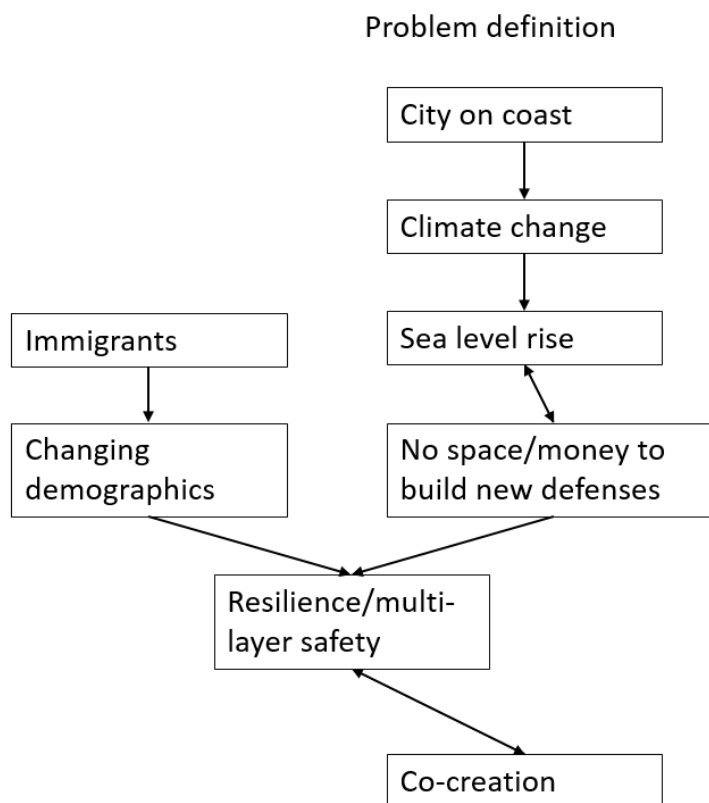 Problem definition
City on coast
Climate change
Sea level rise
Immigrants
Changing
demographics
No space/money to
build new defenses
Resilience/multi-
layer safety
Co-creation